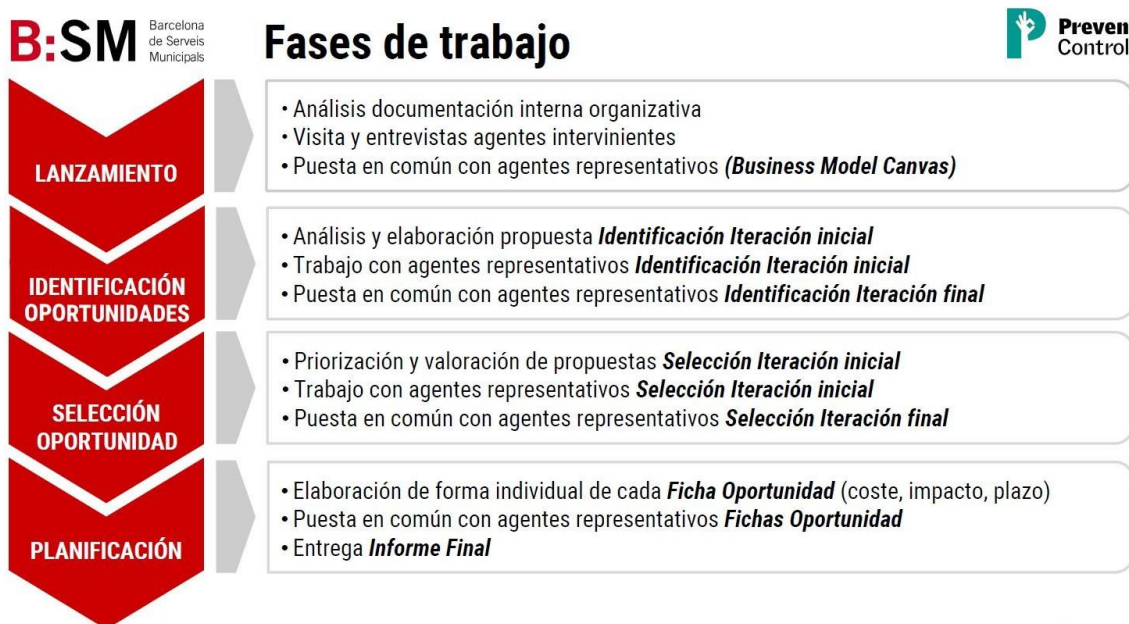 B:SM
Barcelona
de Serveis
Municipals
Fases de trabajo
Preven
Control
LANZAMIENTO
• Análisis documentación interna organizativa
• Visita y entrevistas agentes intervinientes
• Puesta en común con agentes representativos (Business Model Canvas)
IDENTIFICACIÓN
OPORTUNIDADES
• Análisis y elaboración propuesta Identificación Iteración inicial
• Trabajo con agentes representativos Identificación Iteración inicial
• Puesta en común con agentes representativos Identificación Iteración final
SELECCIÓN
OPORTUNIDAD
• Priorización y valoración de propuestas Selección Iteración inicial
• Trabajo con agentes representativos Selección Iteración inicial
• Puesta en común con agentes representativos Selección Iteración final
PLANIFICACIÓN
• Elaboración de forma individual de cada Ficha Oportunidad (coste, impacto, plazo)
• Puesta en común con agentes representativos Fichas Oportunidad
• Entrega Informe Final